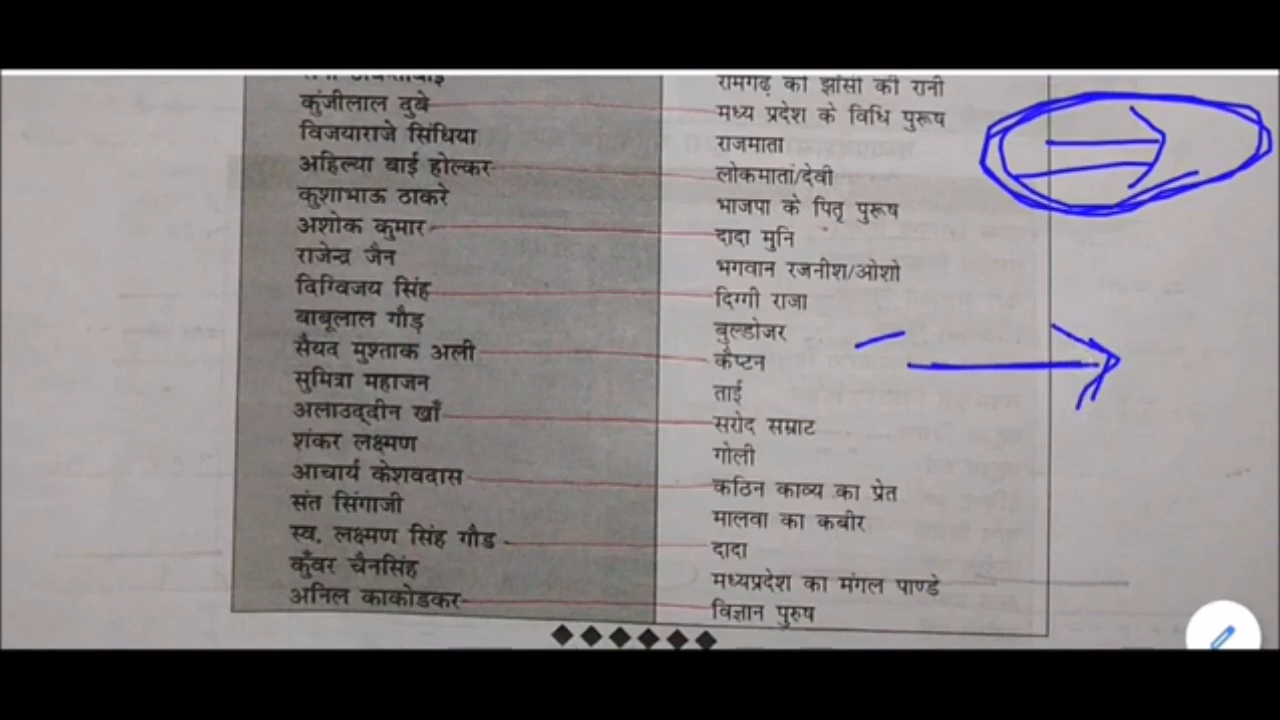 रामगढ़ की झाँसी की रानी
कुंजीलाल दुबे मध्य प्रदेश के विधि पुरूष
विजयाराजे सिंधिया राजमाता
अहिल्या बाई होल्कर लोकमाता/देवी
कुशाभाऊ ठाकरे भाजपा के पितृ पुरूष
अशोक कुमार दादा मुनि
राजेन्द्र जैन भगवान रजनीश/ओशो
दिग्विजय सिंह दिग्गी राजा
बाबूलाल गौड़ बुल्डोजर
सैयद मुश्ताक अली कैप्टन
सुमित्रा महाजन ताई
अलाउद्दीन खाँ सरोद सम्राट
शंकर लक्ष्मण गोली
आचार्य केशवदास कठिन काव्य का प्रेत
संत सिंगाजी मालवा का कबीर
स्व. लक्ष्मण सिंह गौड दादा
कुँवर चैनसिंह मध्यप्रदेश का मंगल पाण्डे
अनिल काकोडकर विज्ञान पुरुष